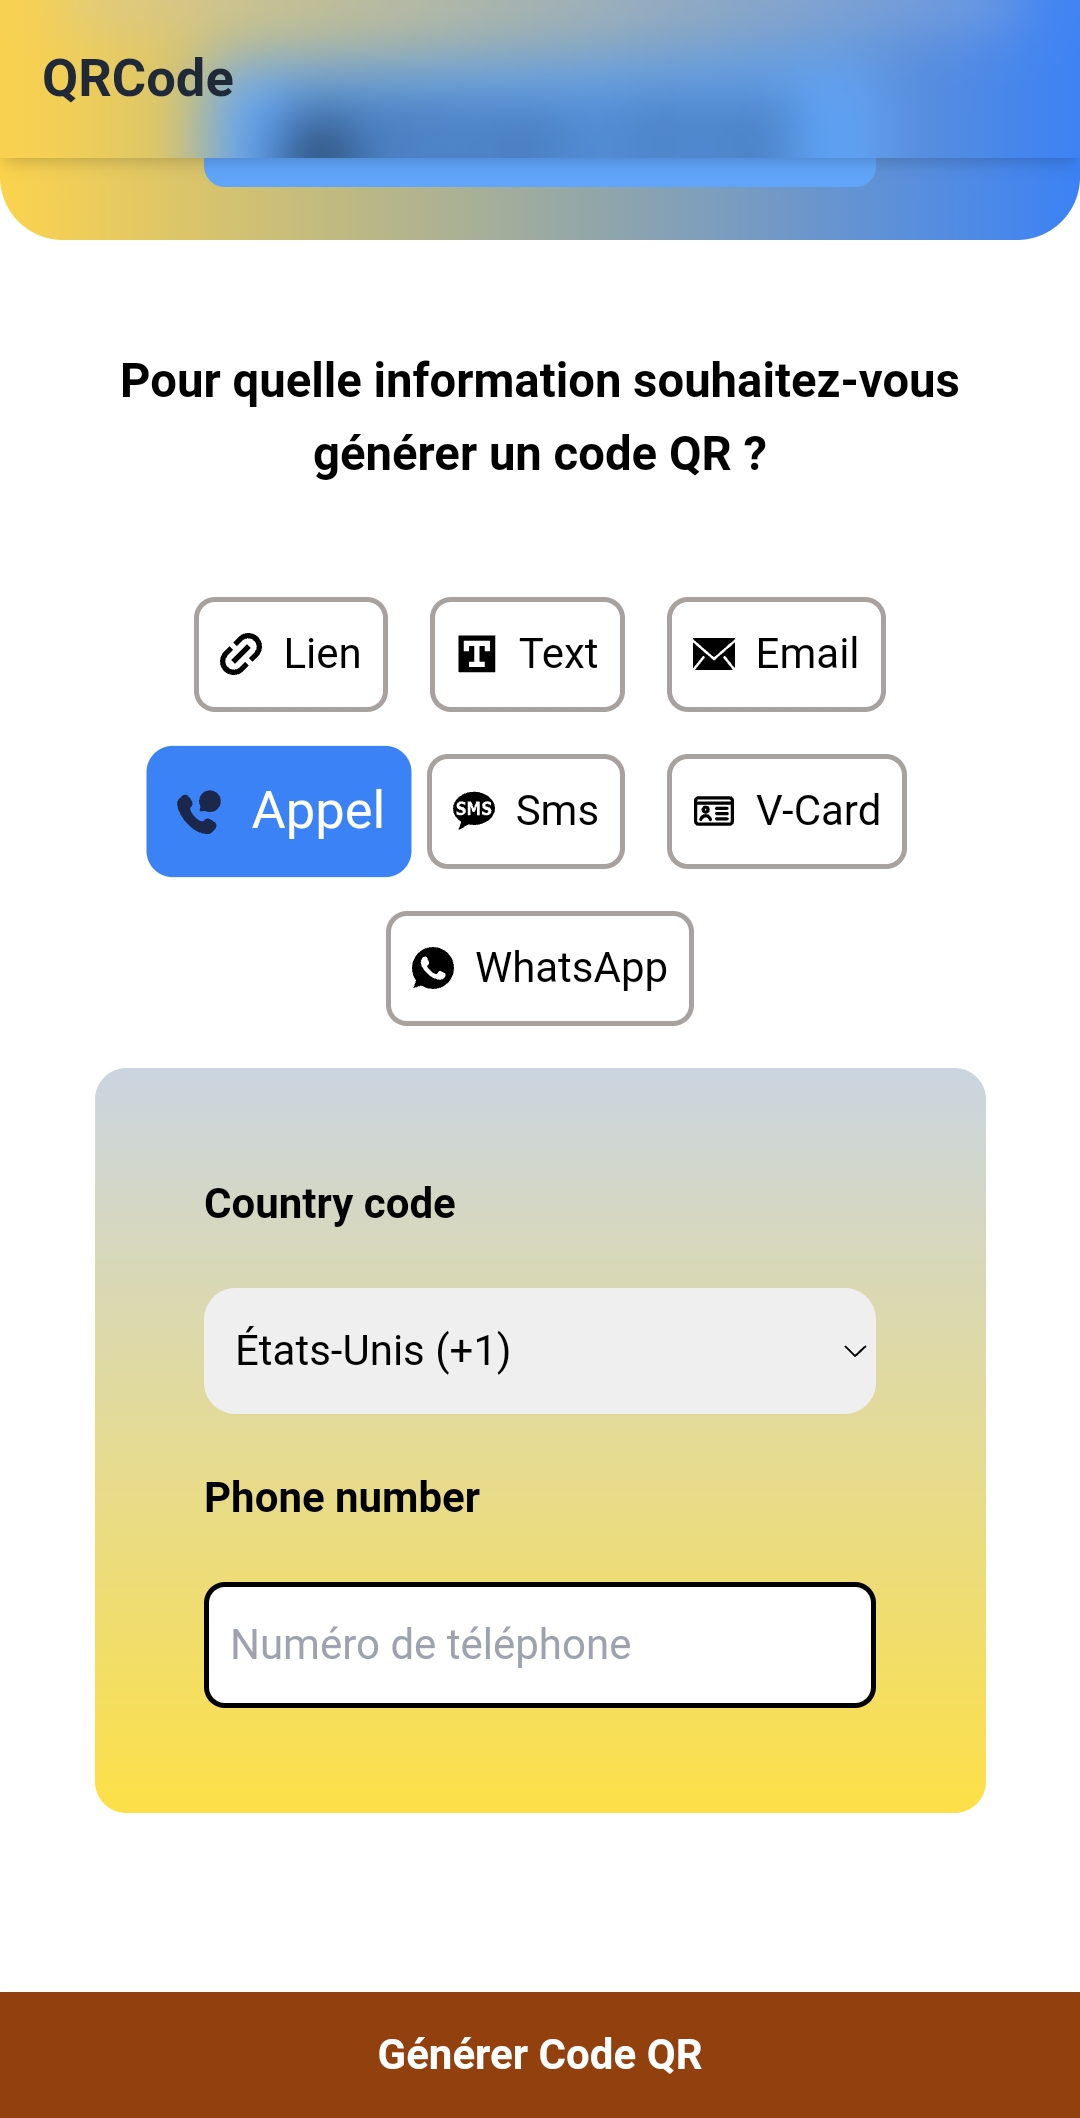 QRCode
Pour quelle information souhaitez-vous
générer un code QR ?
Lien
Text
Email
Appel
SMS
Sms
V-Card
WhatsApp
Country code
États-Unis (+1)
Phone number
Numéro de téléphone
Générer Code QR